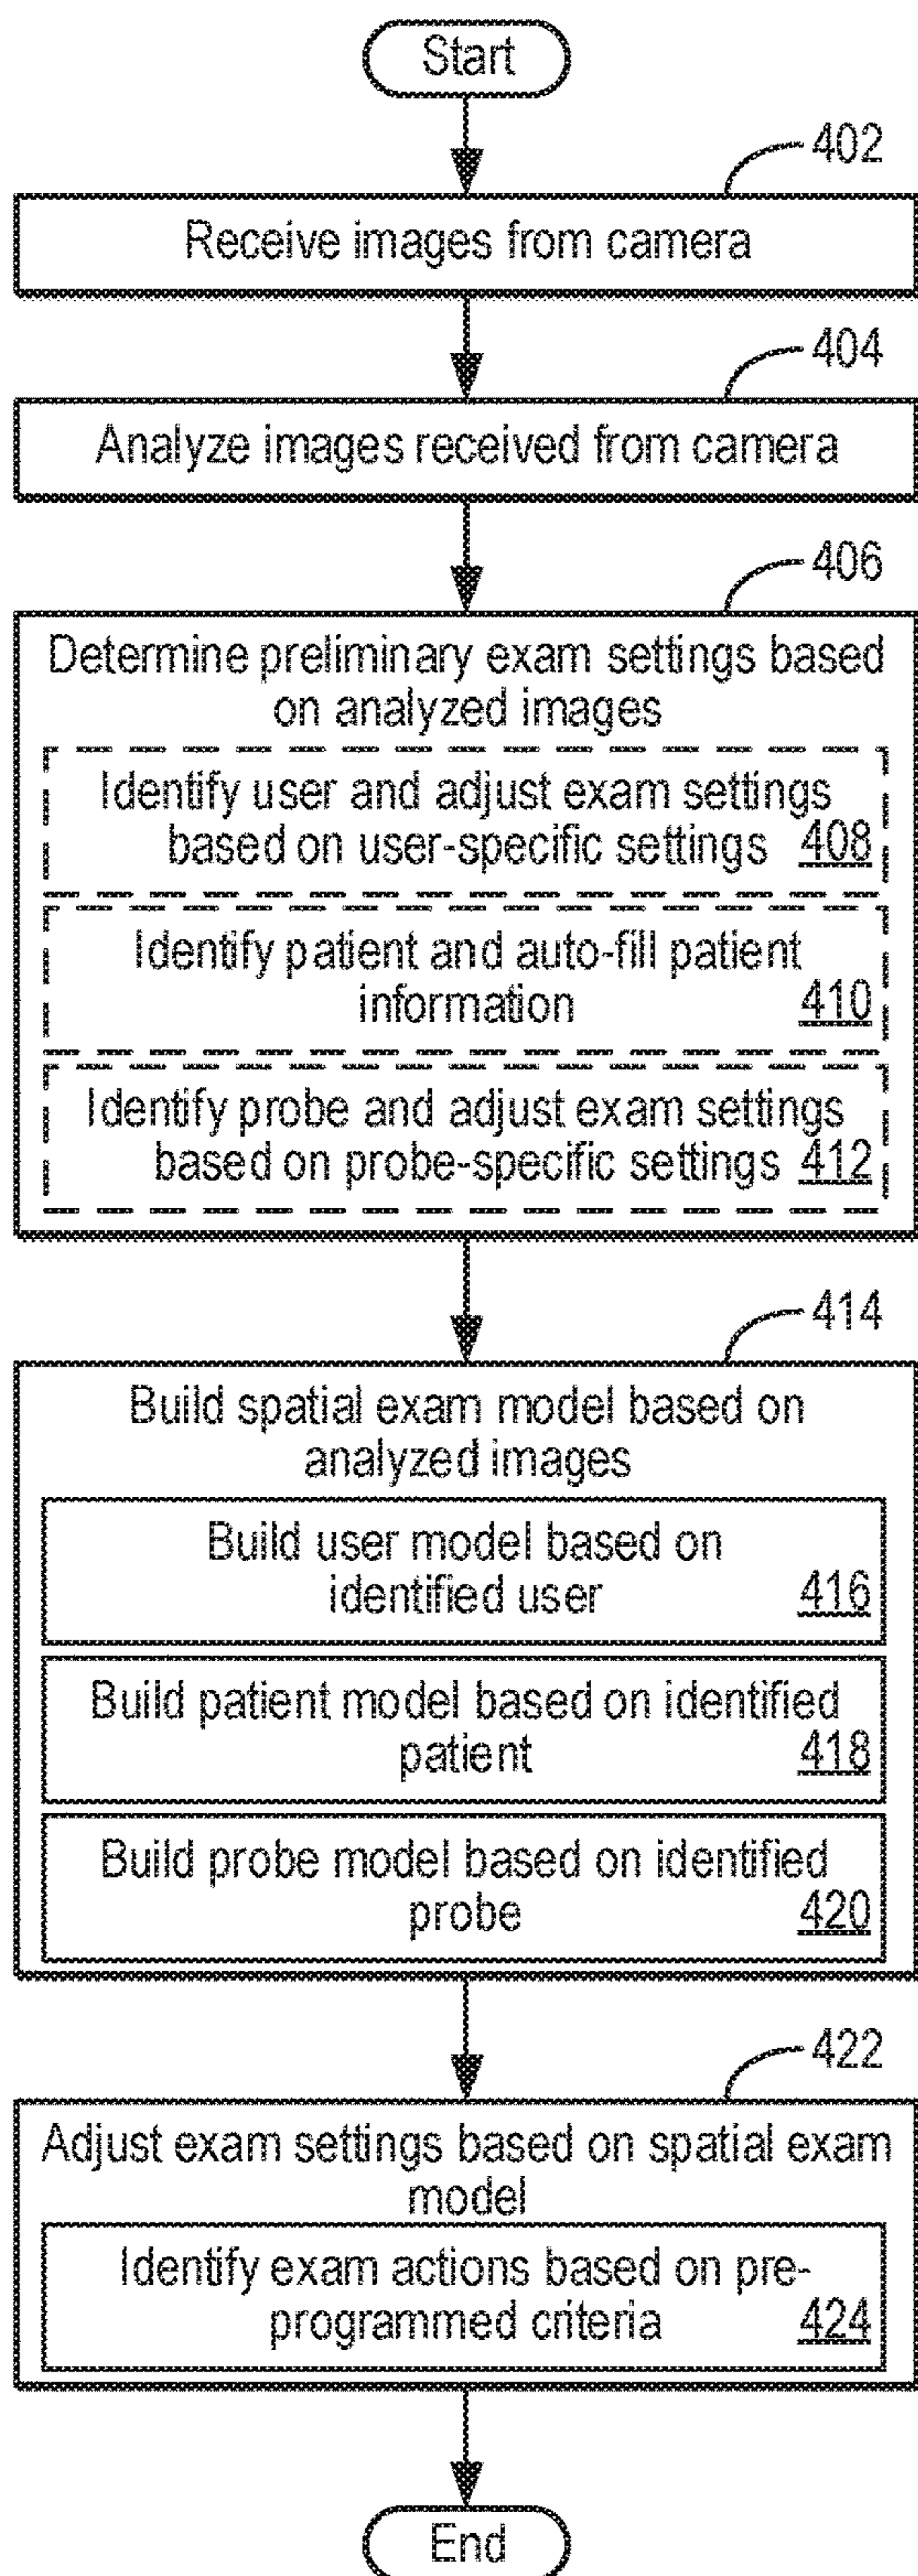 Start
402
Receive images from camera
404
Analyze images received from camera
406
Determine preliminary exam settings based
on analyzed images
Identify user and adjust exam settings
based on user-specific settings 408
Identify patient and auto-fill patient
information 410
Identify probe and adjust exam settings
based on probe-specific settings 412
414
Build spatial exam model based on
analyzed images
Build user model based on
identified user 416
Build patient model based on identified
patient 418
Build probe model based on identified
probe 420
422
Adjust exam settings based on spatial exam
model
Identify exam actions based on pre-
programmed criteria 424
End